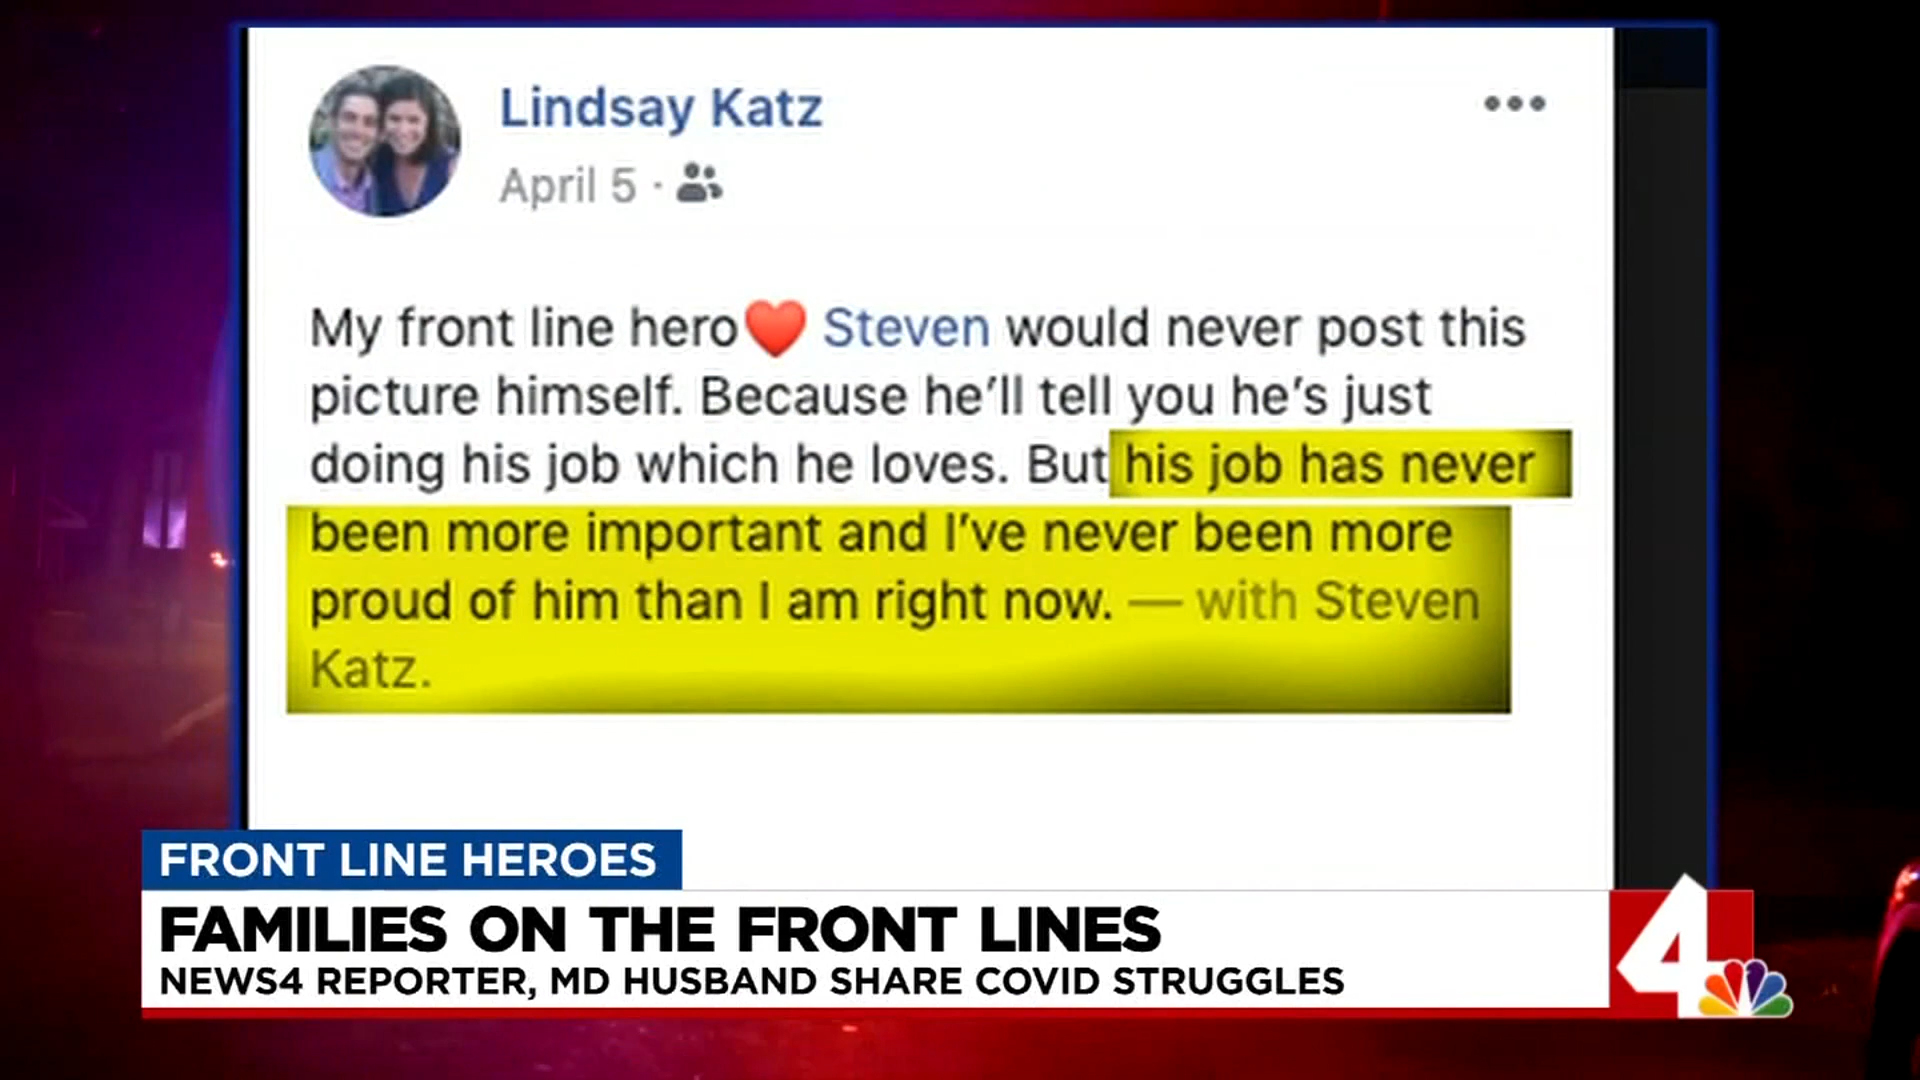 Lindsay Katz
April 5 ·
My front line hero❤️ Steven would never post this
picture himself. Because he’ll tell you he’s just
doing his job which he loves. But his job has never
been more important and I’ve never been more
proud of him than I am right now. — with Steven
Katz.
FRONT LINE HEROES
FAMILIES ON THE FRONT LINES
NEWS4 REPORTER, MD HUSBAND SHARE COVID STRUGGLES
4